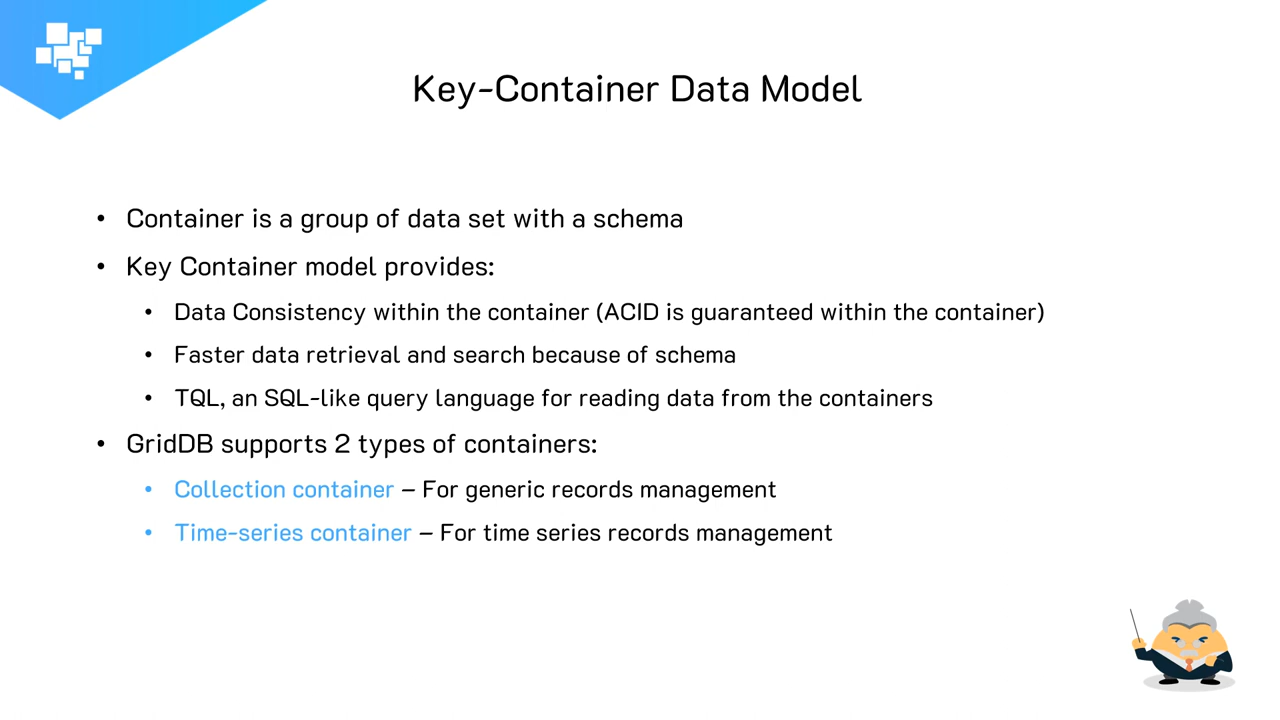 Key-Container Data Model
• Container is a group of data set with a schema
• Key Container model provides:
• Data Consistency within the container (ACID is guaranteed within the container)
• Faster data retrieval and search because of schema
• TQL, an SQL-like query language for reading data from the containers
• GridDB supports 2 types of containers:
• Collection container – For generic records management
• Time-series container – For time series records management